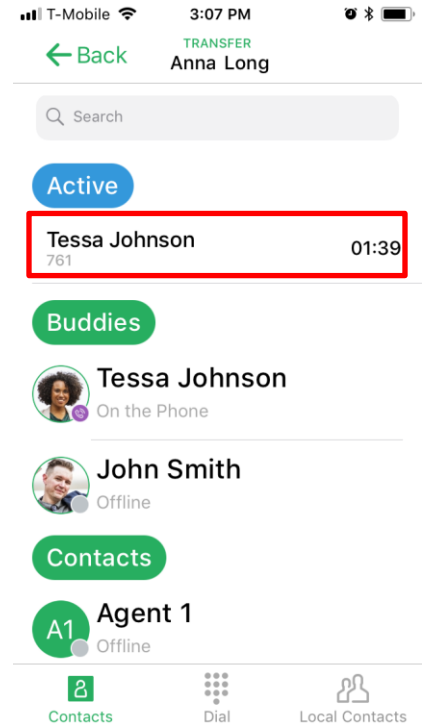 T-Mobile 3:07 PM
Back
TRANSFER
Anna Long
Search
Active
Tessa Johnson
761
01:39
Buddies
Tessa Johnson
On the Phone
John Smith
Offline
Contacts
A1
Agent 1
Offline
Contacts
Dial
Local Contacts